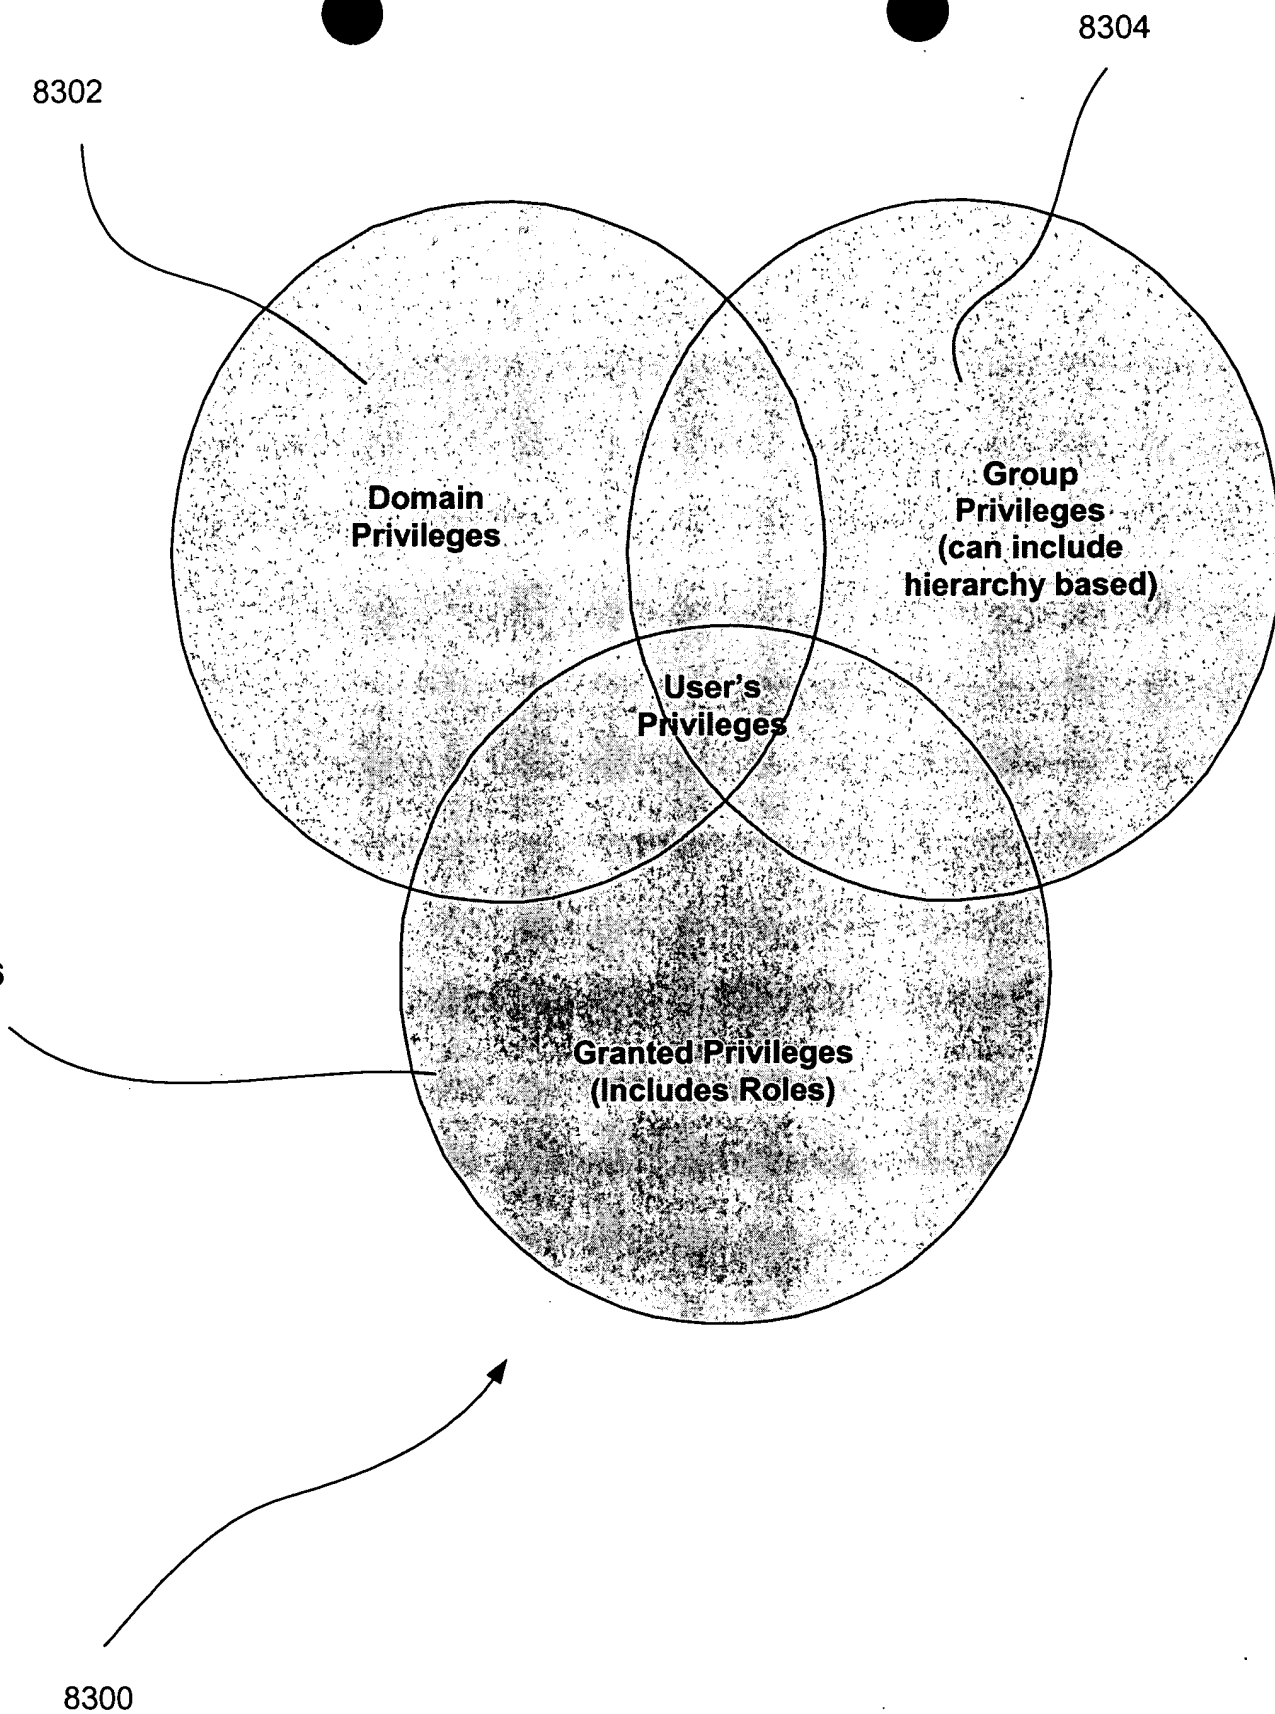 8304
8302
Domain
Privileges
Group
Privileges
(can include
hierarchy based)
User's
Privileges
Granted Privileges
(Includes Roles)
8300